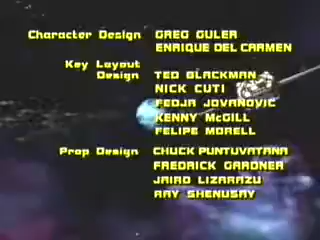 Character Design GREG GULER
ENRIQUE DEL CARMEN
Key Layout
Design TED BLACKMAN
NICK CUTI
FEDJA JOVANOVIC
KENNY McGILL
FELIPE MORELL
Prop Design CHUCK PUNTUVATANA
FREDRICK GARDNER
JAIRO LIZARAZU
RAY SHENUSAY